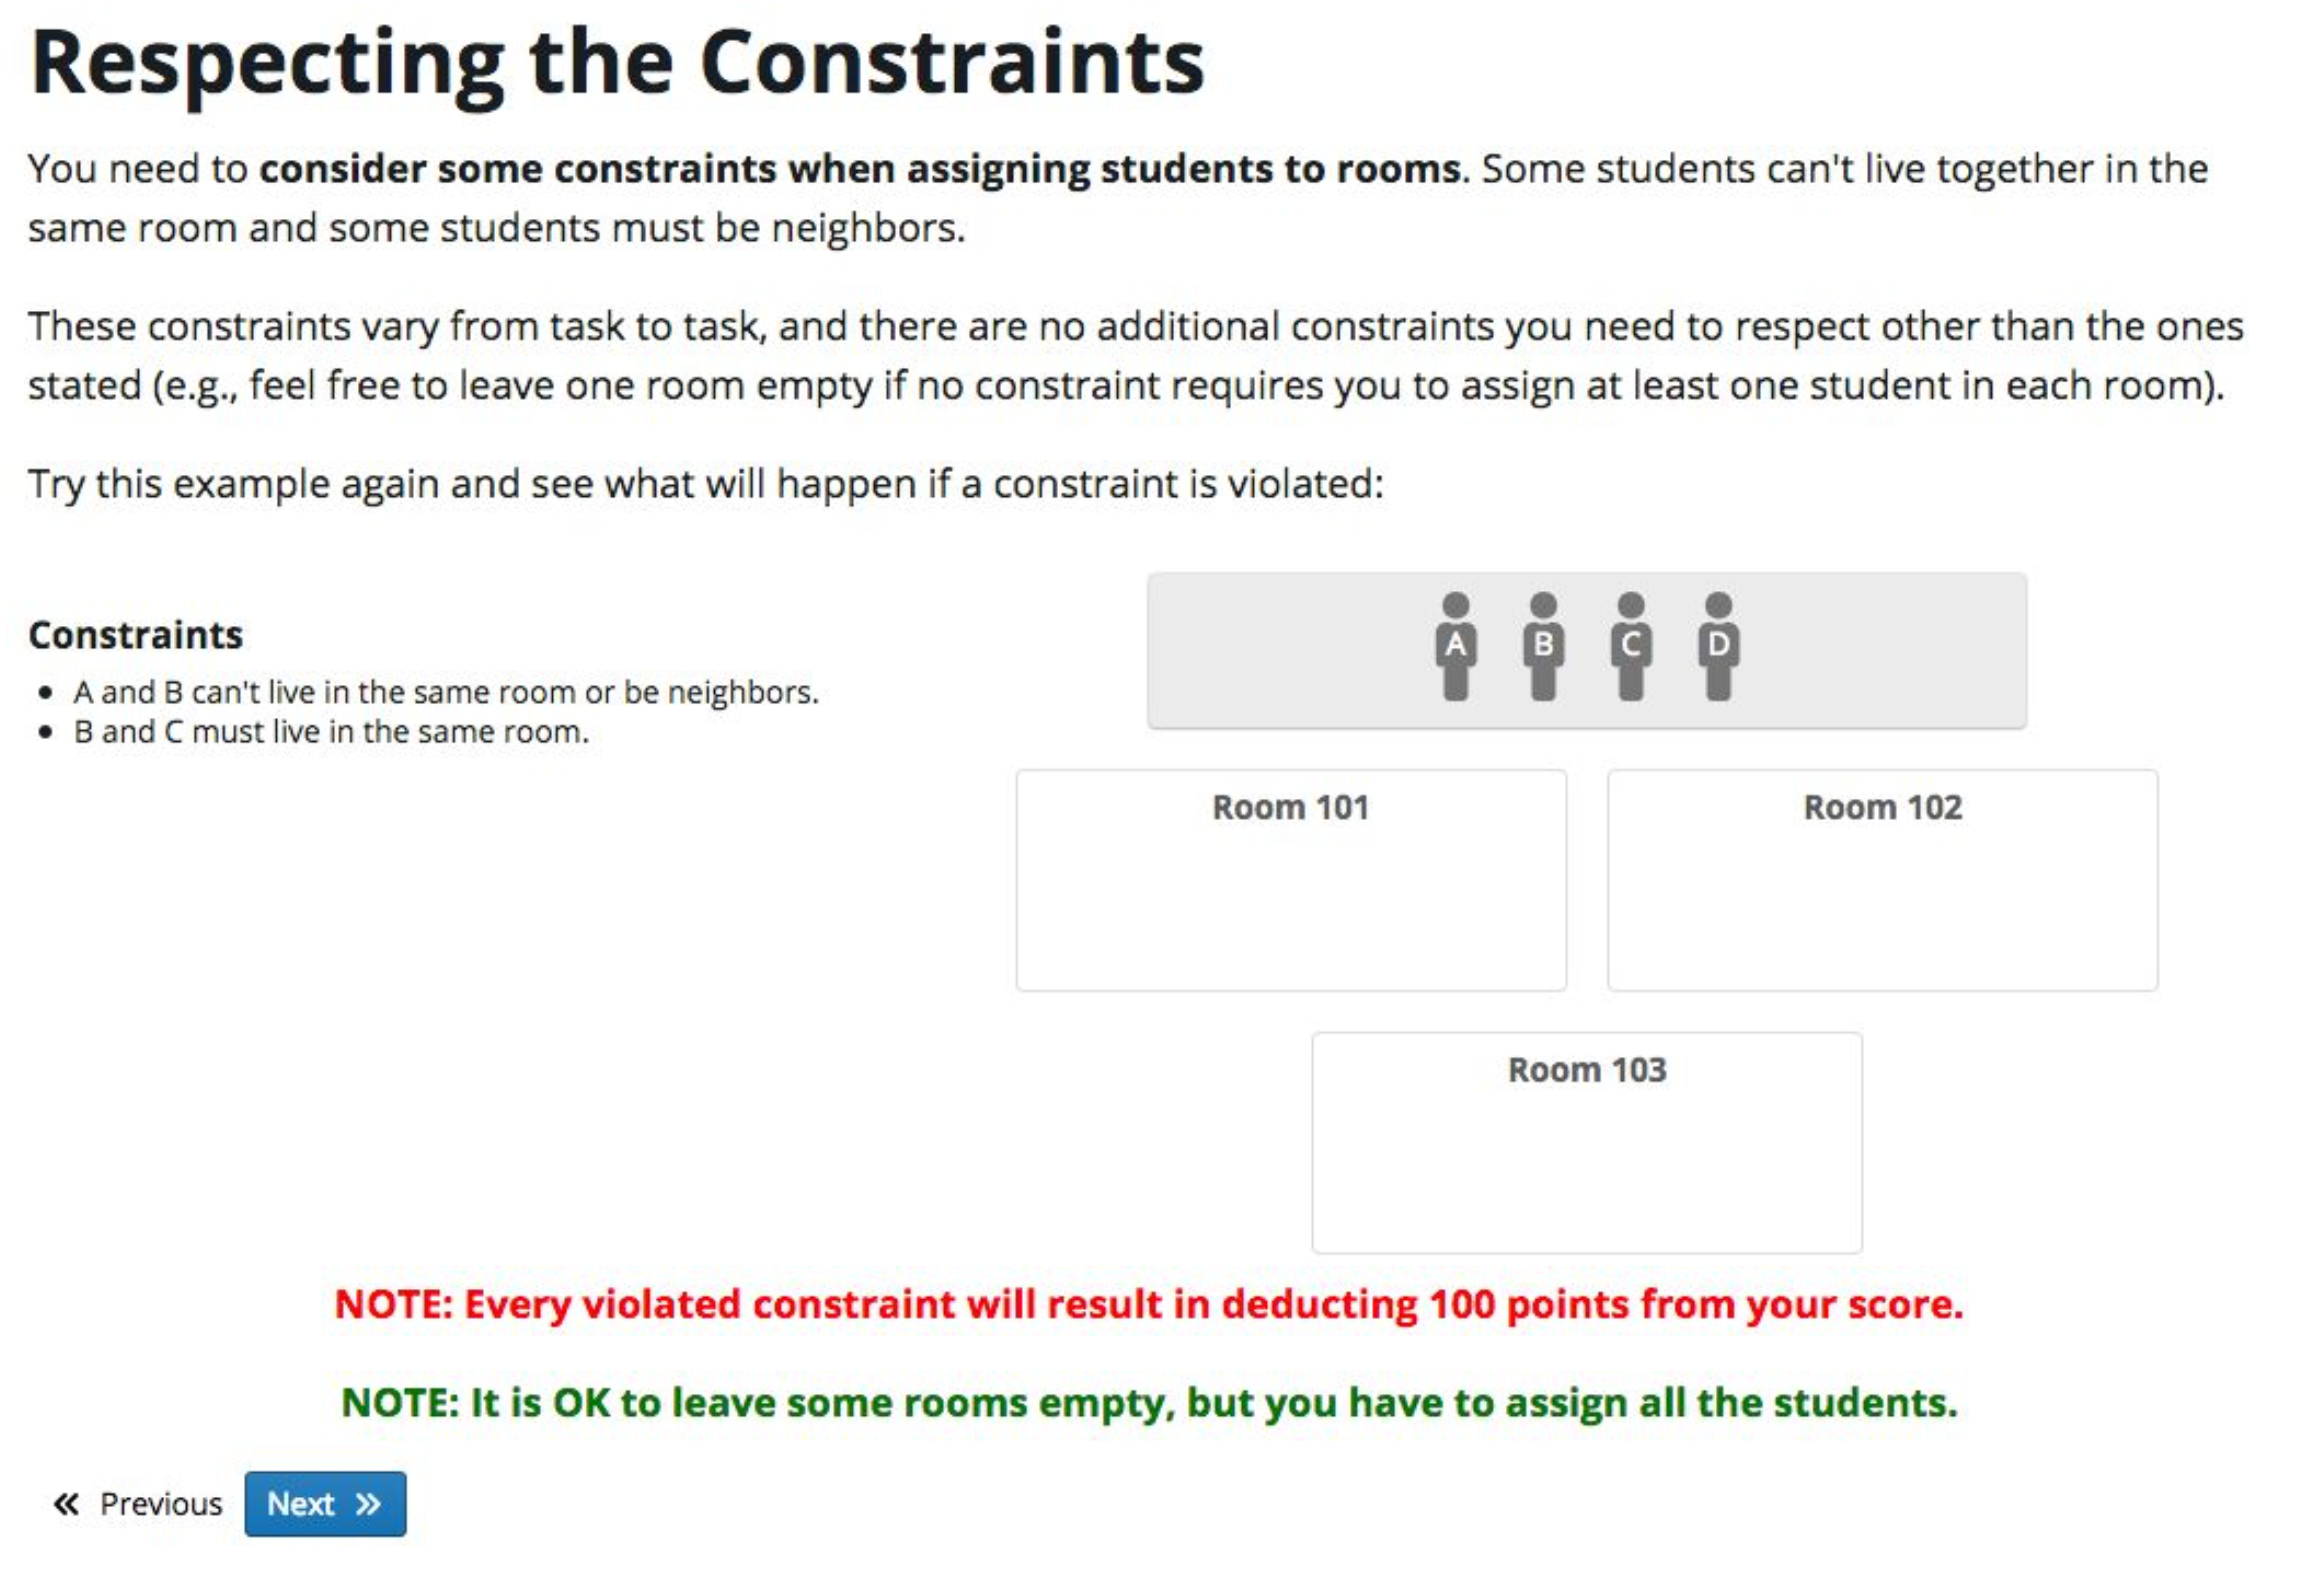 Respecting the Constraints
You need to consider some constraints when assigning students to rooms. Some students can't live together in the
same room and some students must be neighbors.
These constraints vary from task to task, and there are no additional constraints you need to respect other than the ones
stated (e.g., feel free to leave one room empty if no constraint requires you to assign at least one student in each room).
Try this example again and see what will happen if a constraint is violated:
Constraints
• A and B can't live in the same room or be neighbors.
• B and C must live in the same room.
A B C D
Room 101
Room 102
Room 103
NOTE: Every violated constraint will result in deducting 100 points from your score.
NOTE: It is OK to leave some rooms empty, but you have to assign all the students.
« Previous Next »